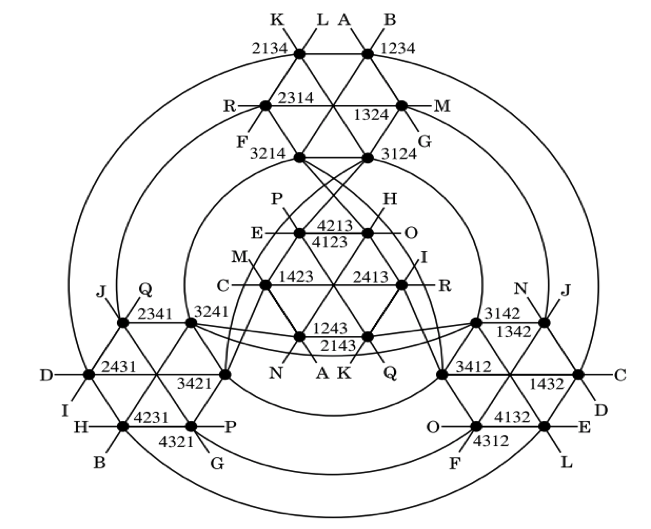 K L A B
2134 1234
R 2314 M
1324
F G
3214 3124
P H
E 4213 O
4123
M I
C 1423 2413 R
J Q N J
2341 3241 1243 3142
2143 1342
N A K Q
D 2431 3412 C
3421 1432
I D
H 4231 P O 4132 E
4321 4312
B G F L